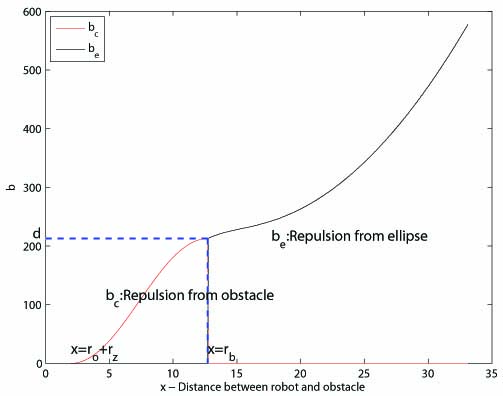 600
500
400
300
200
100
0
d
b
b_c
b_e
b_e:Repulsion from ellipse
b_c:Repulsion from obstacle
x=r_o+r_z
x=r_b
0 5 10 15 20 25 30 35
x − Distance between robot and obstacle